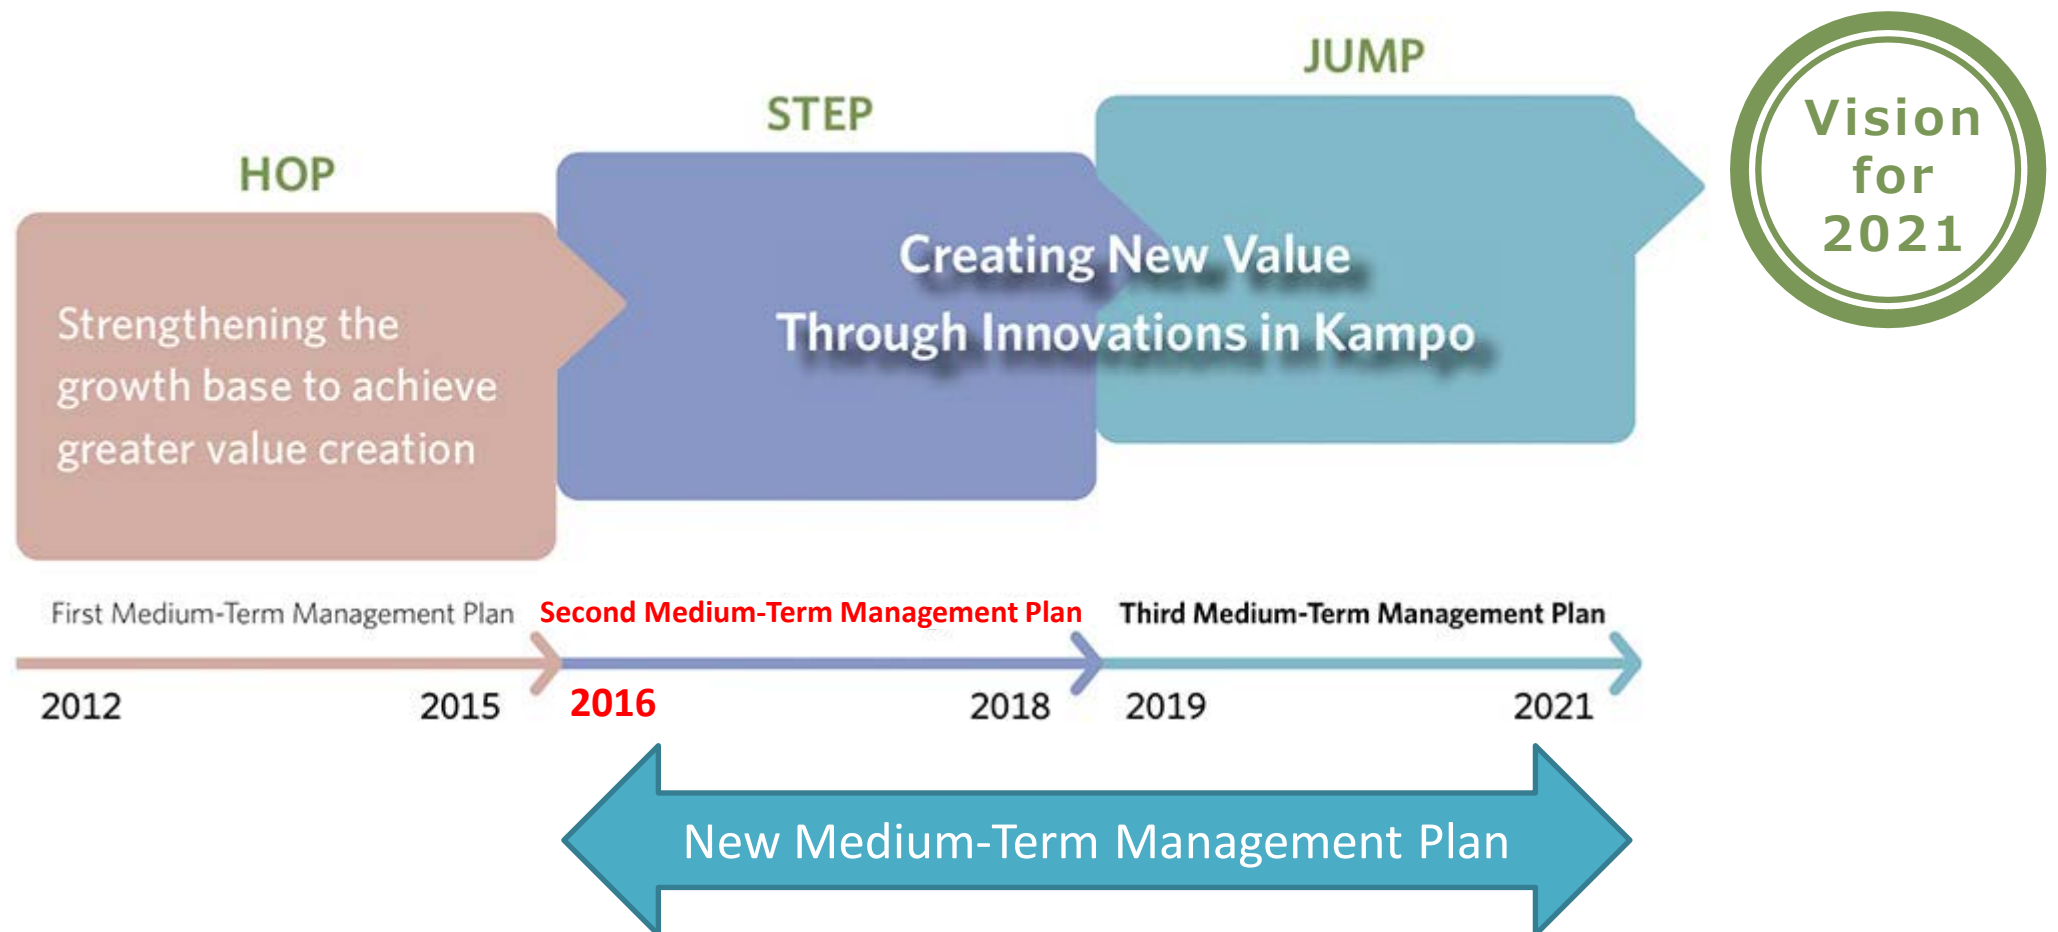 HOP
STEP
JUMP
Vision
for
2021
Strengthening the
growth base to achieve
greater value creation
Creating New Value
Through Innovations in Kampo
First Medium-Term Management Plan
Second Medium-Term Management Plan
Third Medium-Term Management Plan
2012
2015
2016
2018
2019
2021
New Medium-Term Management Plan